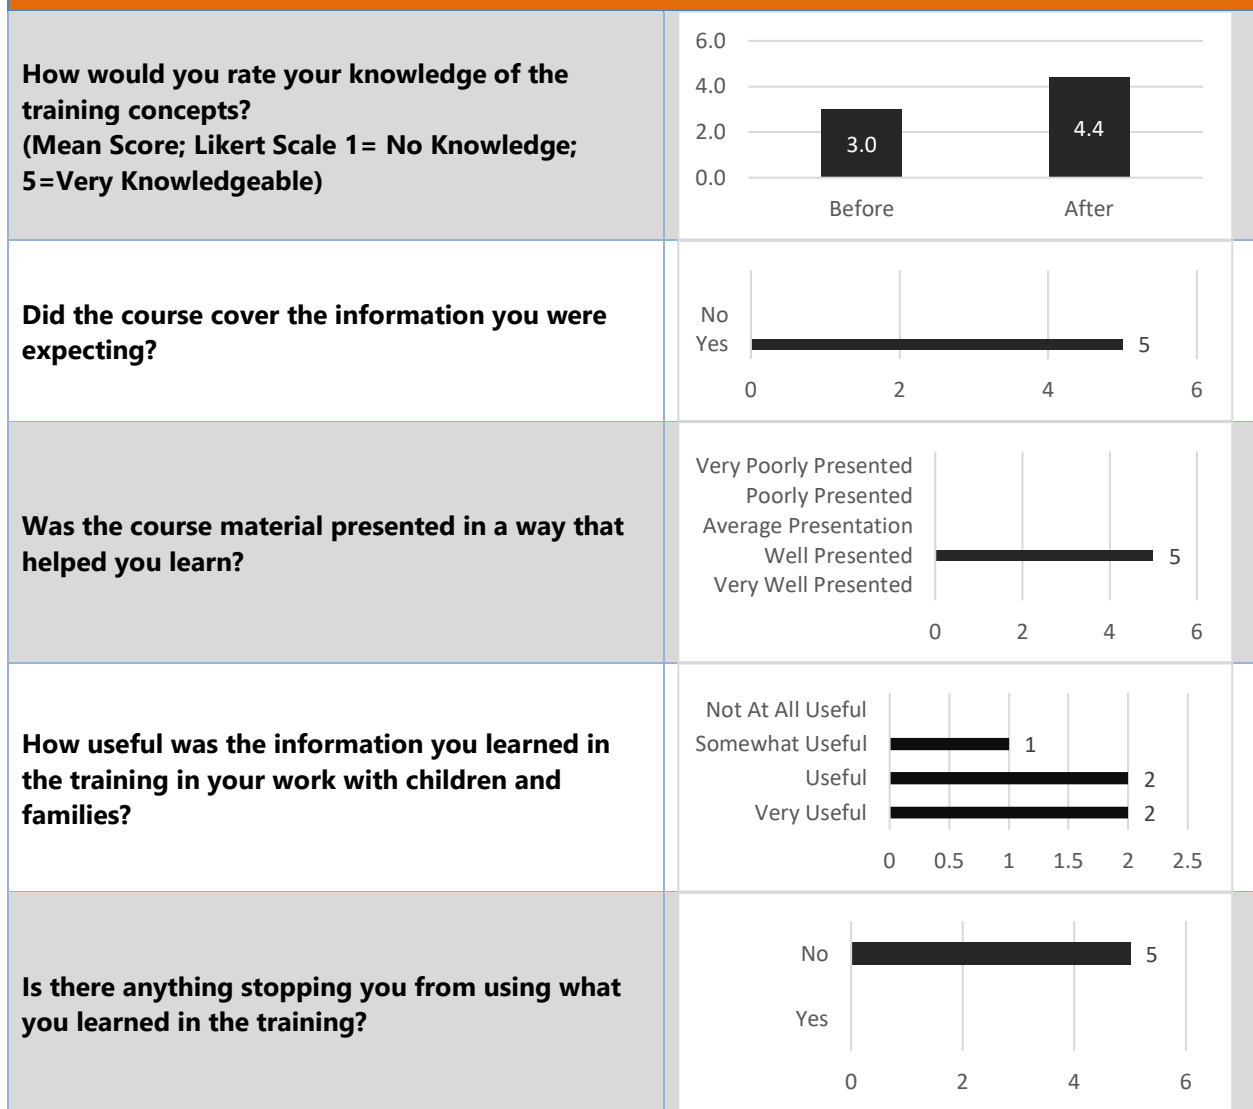 How would you rate your knowledge of the
training concepts?
(Mean Score; Likert Scale 1= No Knowledge;
5=Very Knowledgeable)
6.0
4.0
2.0
0.0
3.0
4.4
Before After
Did the course cover the information you were
expecting?
No
Yes
5
0 2 4 6
Was the course material presented in a way that
helped you learn?
Very Poorly Presented
Poorly Presented
Average Presentation
Well Presented
5
Very Well Presented
0 2 4 6
How useful was the information you learned in
the training in your work with children and
families?
Not At All Useful
Somewhat Useful
1
Useful
2
Very Useful
2
0 0.5 1 1.5 2 2.5
Is there anything stopping you from using what
you learned in the training?
No
5
Yes
0 2 4 6